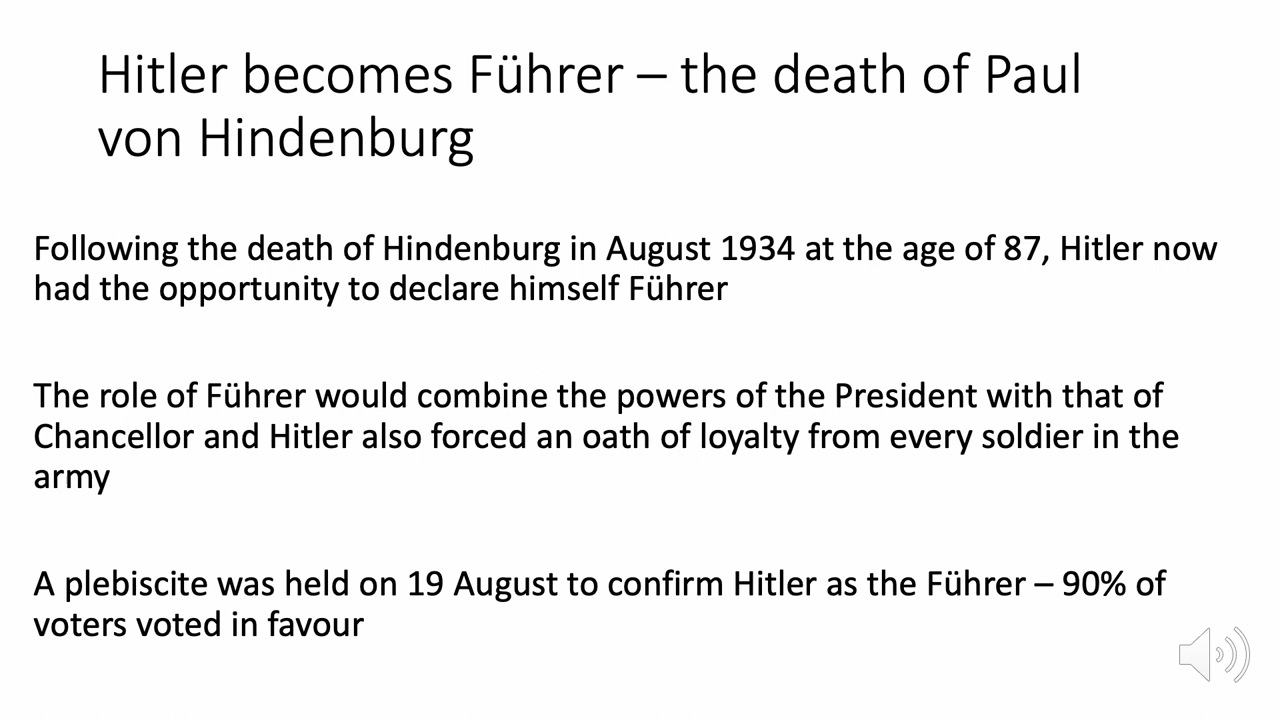 Hitler becomes Führer – the death of Paul
von Hindenburg
Following the death of Hindenburg in August 1934 at the age of 87, Hitler now
had the opportunity to declare himself Führer
The role of Führer would combine the powers of the President with that of
Chancellor and Hitler also forced an oath of loyalty from every soldier in the
army
A plebiscite was held on 19 August to confirm Hitler as the Führer – 90% of
voters voted in favour